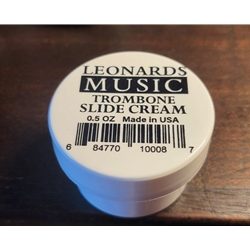 LEONARDS
MUSIC
TROMBONE
SLIDE CREAM
0.5 OZ Made in USA
6 84770 10008 7